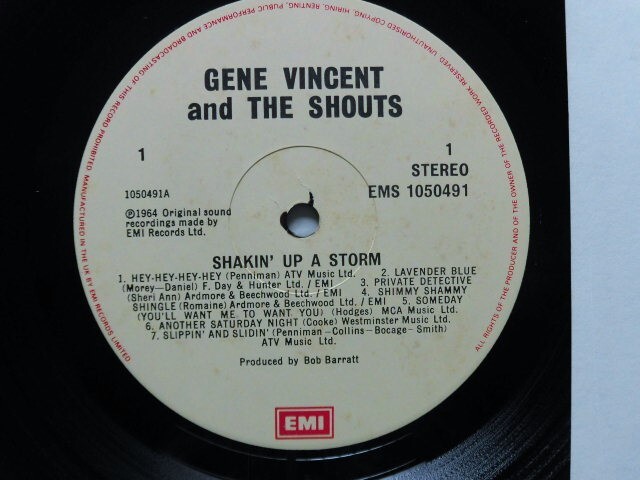 GENE VINCENT
and THE SHOUTS
1
1
STEREO
1050491A
EMS 1050491
℗1964 Original sound
recordings made by
EMI Records Ltd.
SHAKIN' UP A STORM
1. HEY-HEY-HEY-HEY (Penniman) ATV Music Ltd. 2. LAVENDER BLUE
(Morey-Daniel) F. Day & Hunter Ltd./EMI 3. PRIVATE DETECTIVE
(Sheri Ann) Ardmore & Beechwood Ltd./EMI 4. SHIMMY SHAMMY
SHINGLE (Romaine) Ardmore & Beechwood Ltd./EMI 5. SOMEDAY
(YOU'LL WANT ME TO WANT YOU) (Hodges) MCA Music Ltd.
6. ANOTHER SATURDAY NIGHT (Cooke) Westminster Music Ltd.
7. SLIPPIN' AND SLIDIN' (Penniman-Collins-Bocage-Smith)
ATV Music Ltd.
Produced by Bob Barratt
EMI
ALL RIGHTS OF THE PRODUCER AND OF THE OWNER OF THE RECORDED WORK RESERVED. UNAUTHORISED COPYING, HIRING, RENTING, PUBLIC PERFORMANCE AND BROADCASTING OF THIS RECORD PROHIBITED. MANUFACTURED IN THE UK BY EMI RECORDS LIMITED